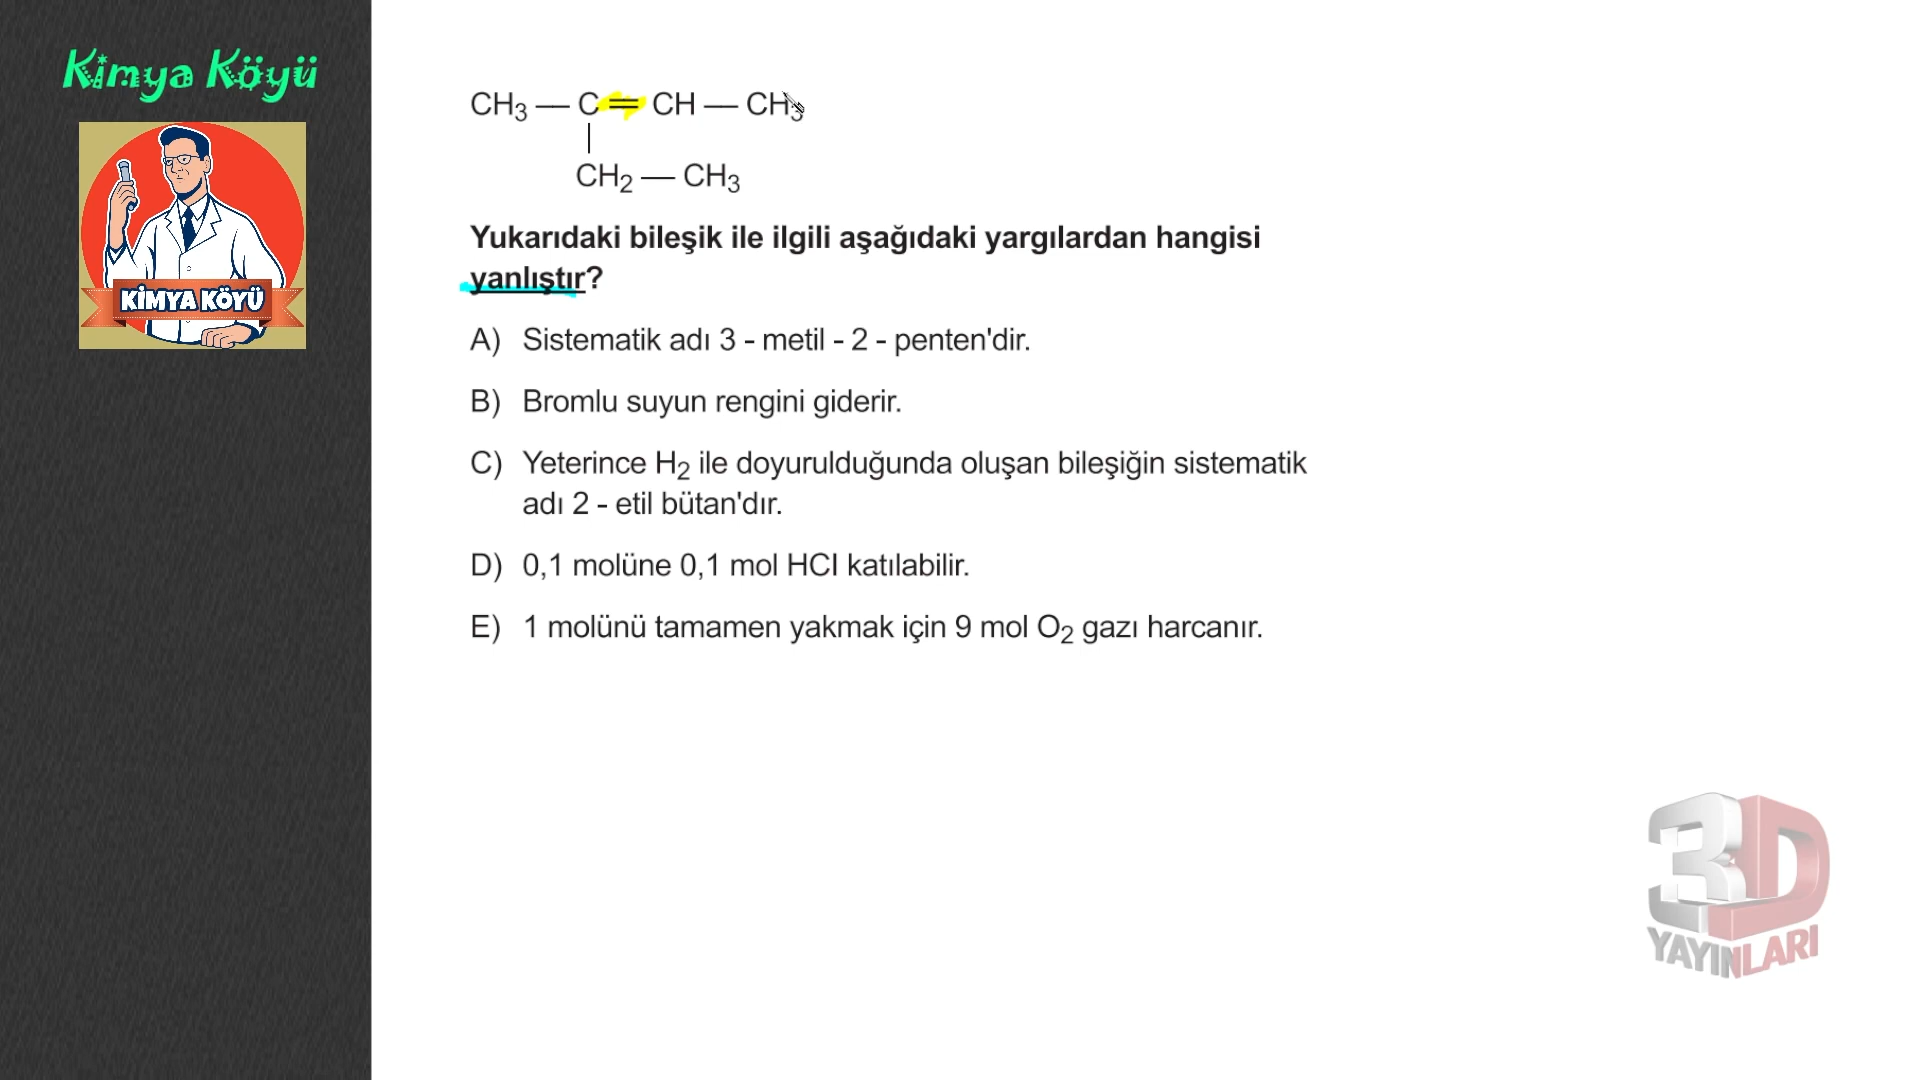 Kimya Köyü
KİMYA KÖYÜ
CH₃ — C = CH — CH₃
|
CH₂ — CH₃
Yukarıdaki bileşik ile ilgili aşağıdaki yargılardan hangisi
yanlıştır?
A) Sistematik adı 3 - metil - 2 - penten'dir.
B) Bromlu suyun rengini giderir.
C) Yeterince H₂ ile doyurulduğunda oluşan bileşiğin sistematik
adı 2 - etil bütan'dır.
D) 0,1 molüne 0,1 mol HCl katılabilir.
E) 1 molünü tamamen yakmak için 9 mol O₂ gazı harcanır.
3D
YAYINLARI